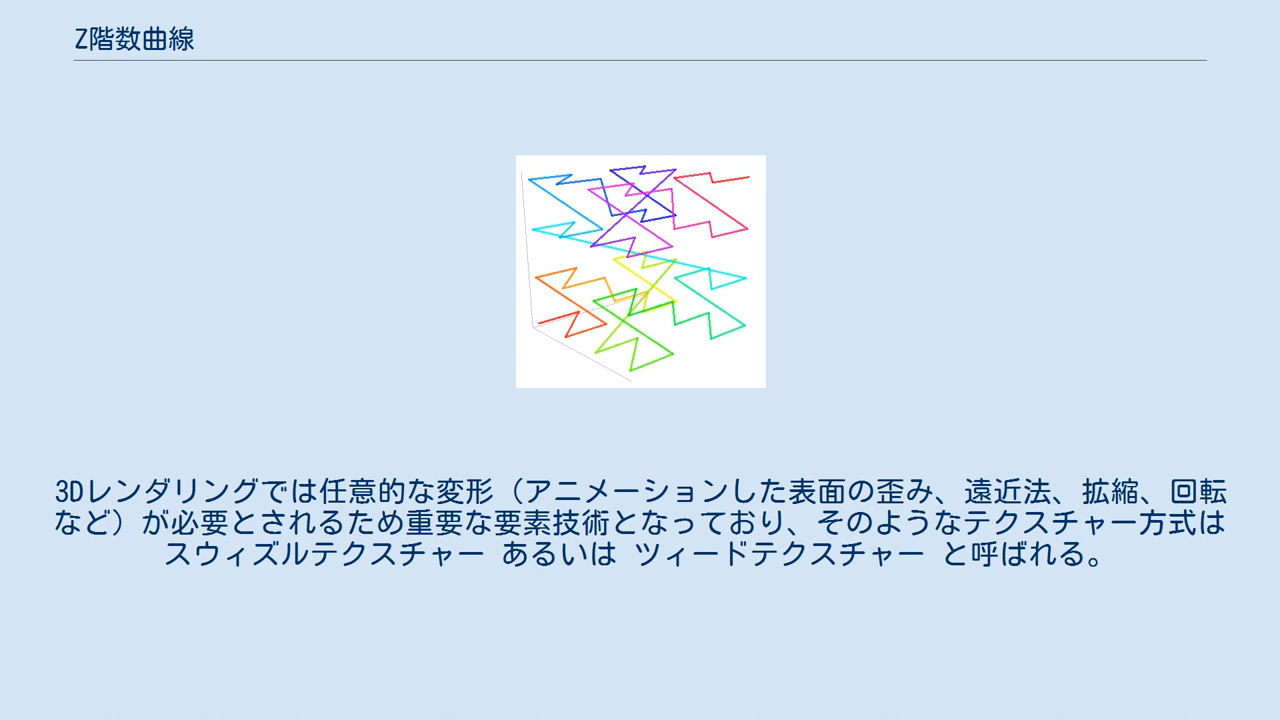 Z階数曲線
3Dレンダリングでは任意的な変形（アニメーションした表面の歪み、遠近法、拡縮、回転
など）が必要とされるため重要な要素技術となっており、そのようなテクスチャー方式は
スウィズルテクスチャー あるいは ツィードテクスチャー と呼ばれる。